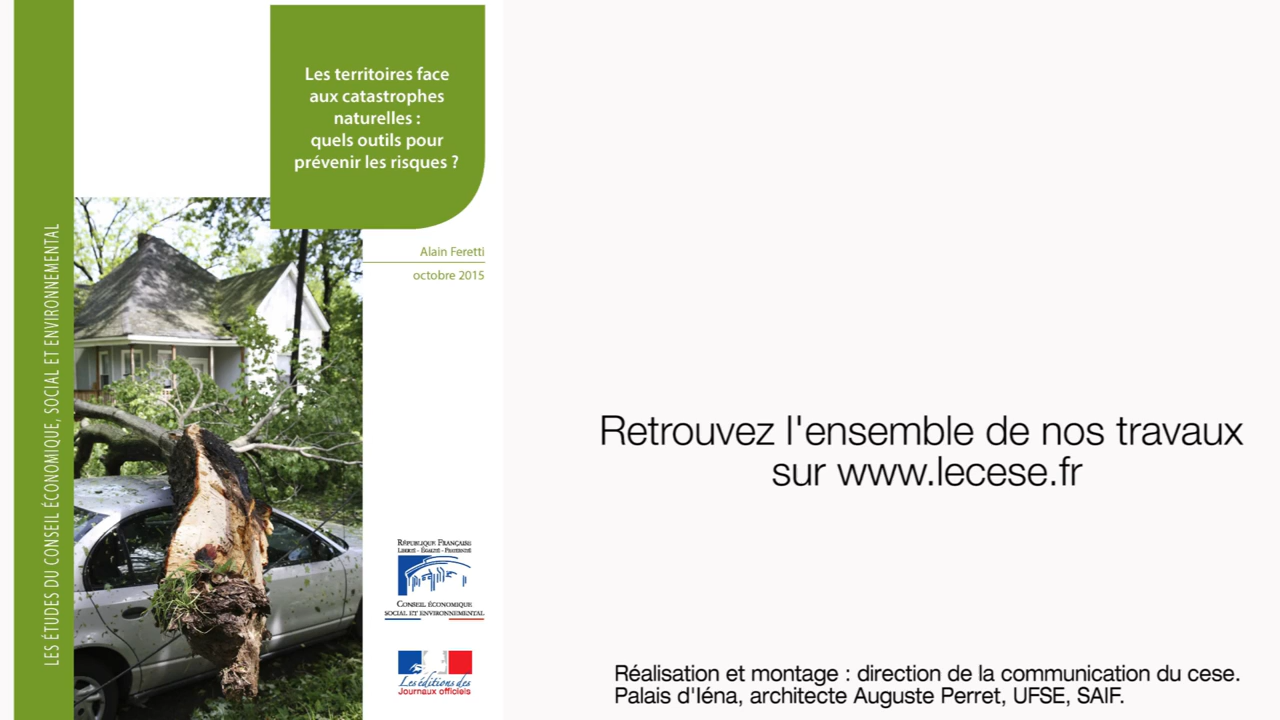 Les territoires face
aux catastrophes
naturelles :
quels outils pour
prévenir les risques ?
Alain Feretti
octobre 2015
LES ÉTUDES DU CONSEIL ÉCONOMIQUE, SOCIAL ET ENVIRONNEMENTAL
RÉPUBLIQUE FRANÇAISE
LIBERTÉ - ÉGALITÉ - FRATERNITÉ
CONSEIL ÉCONOMIQUE
SOCIAL ET ENVIRONNEMENTAL
Les éditions des
Journaux officiels
Retrouvez l'ensemble de nos travaux
sur www.lecese.fr
Réalisation et montage : direction de la communication du cese.
Palais d'Iéna, architecte Auguste Perret, UFSE, SAIF.